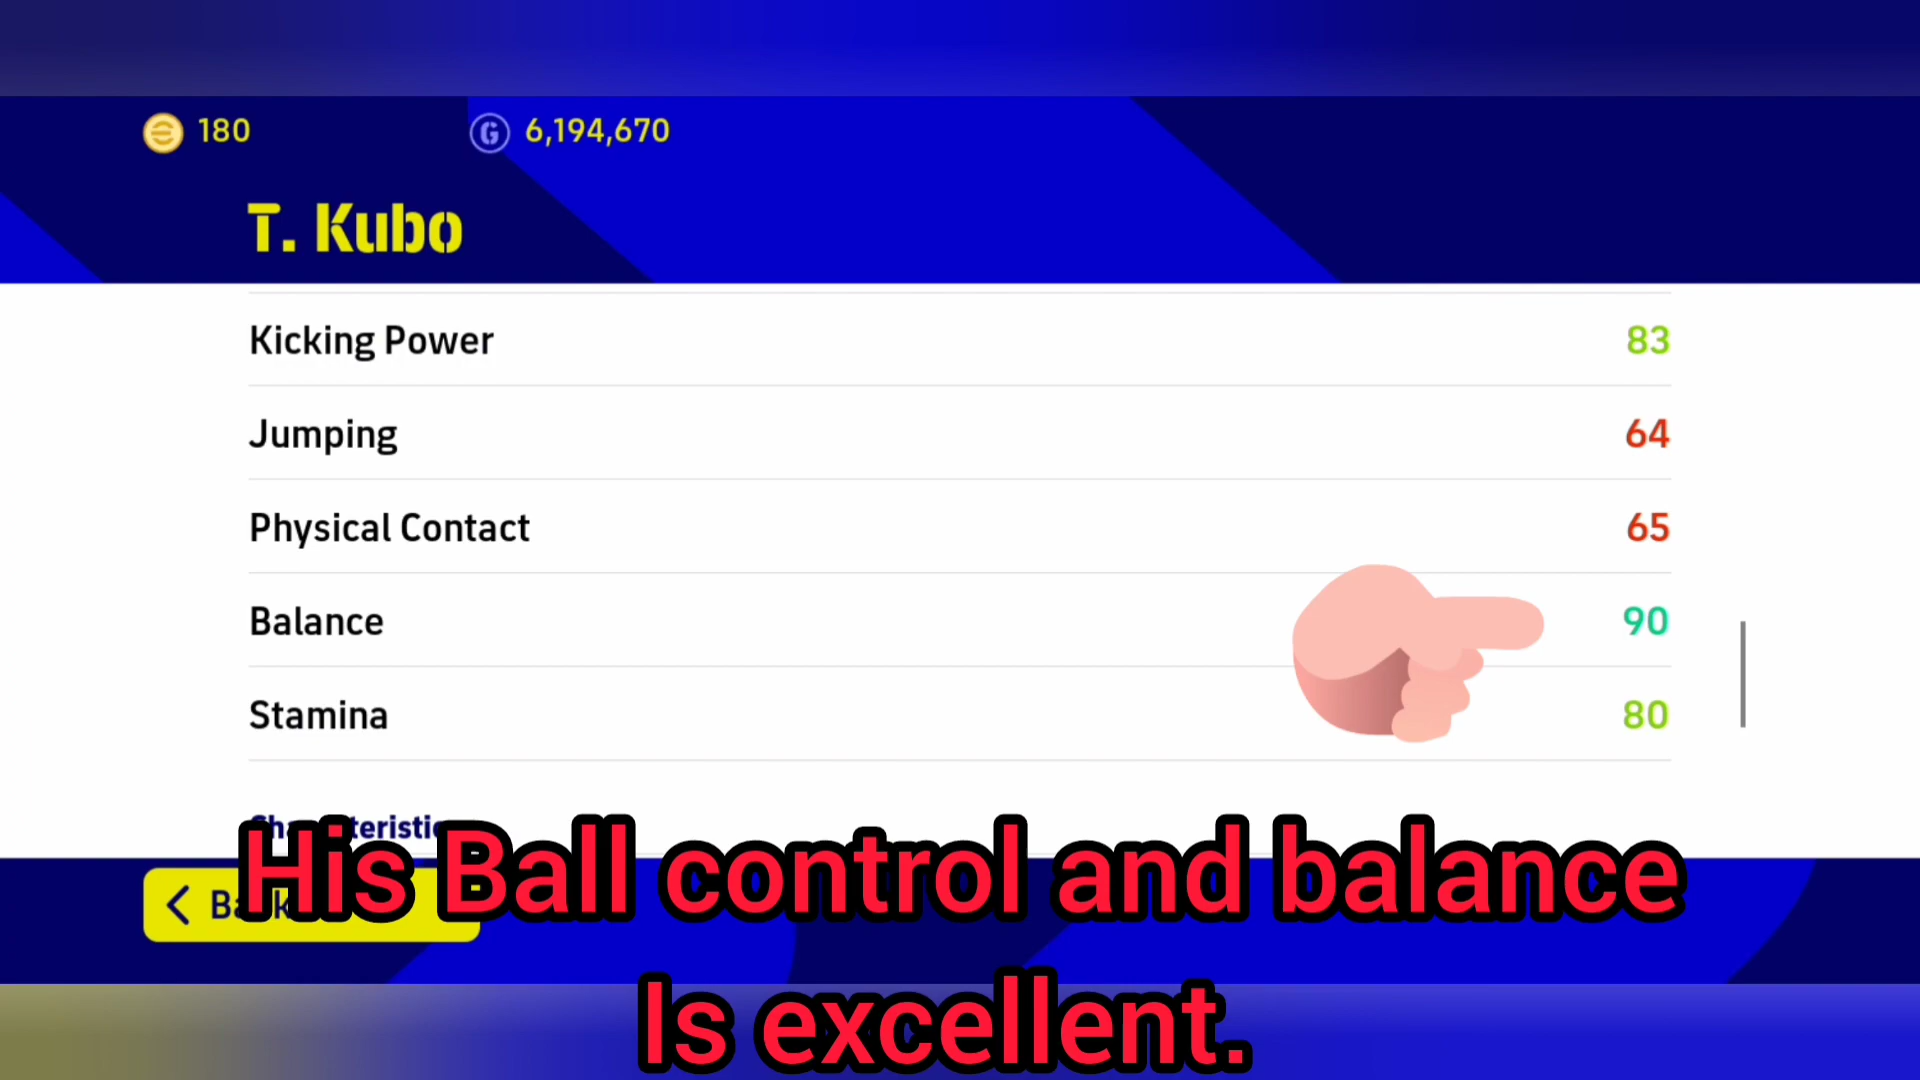 180
6,194,670
T. Kubo
Kicking Power 83
Jumping 64
Physical Contact 65
Balance 90
Stamina 80
His Ball control and balance
Is excellent.